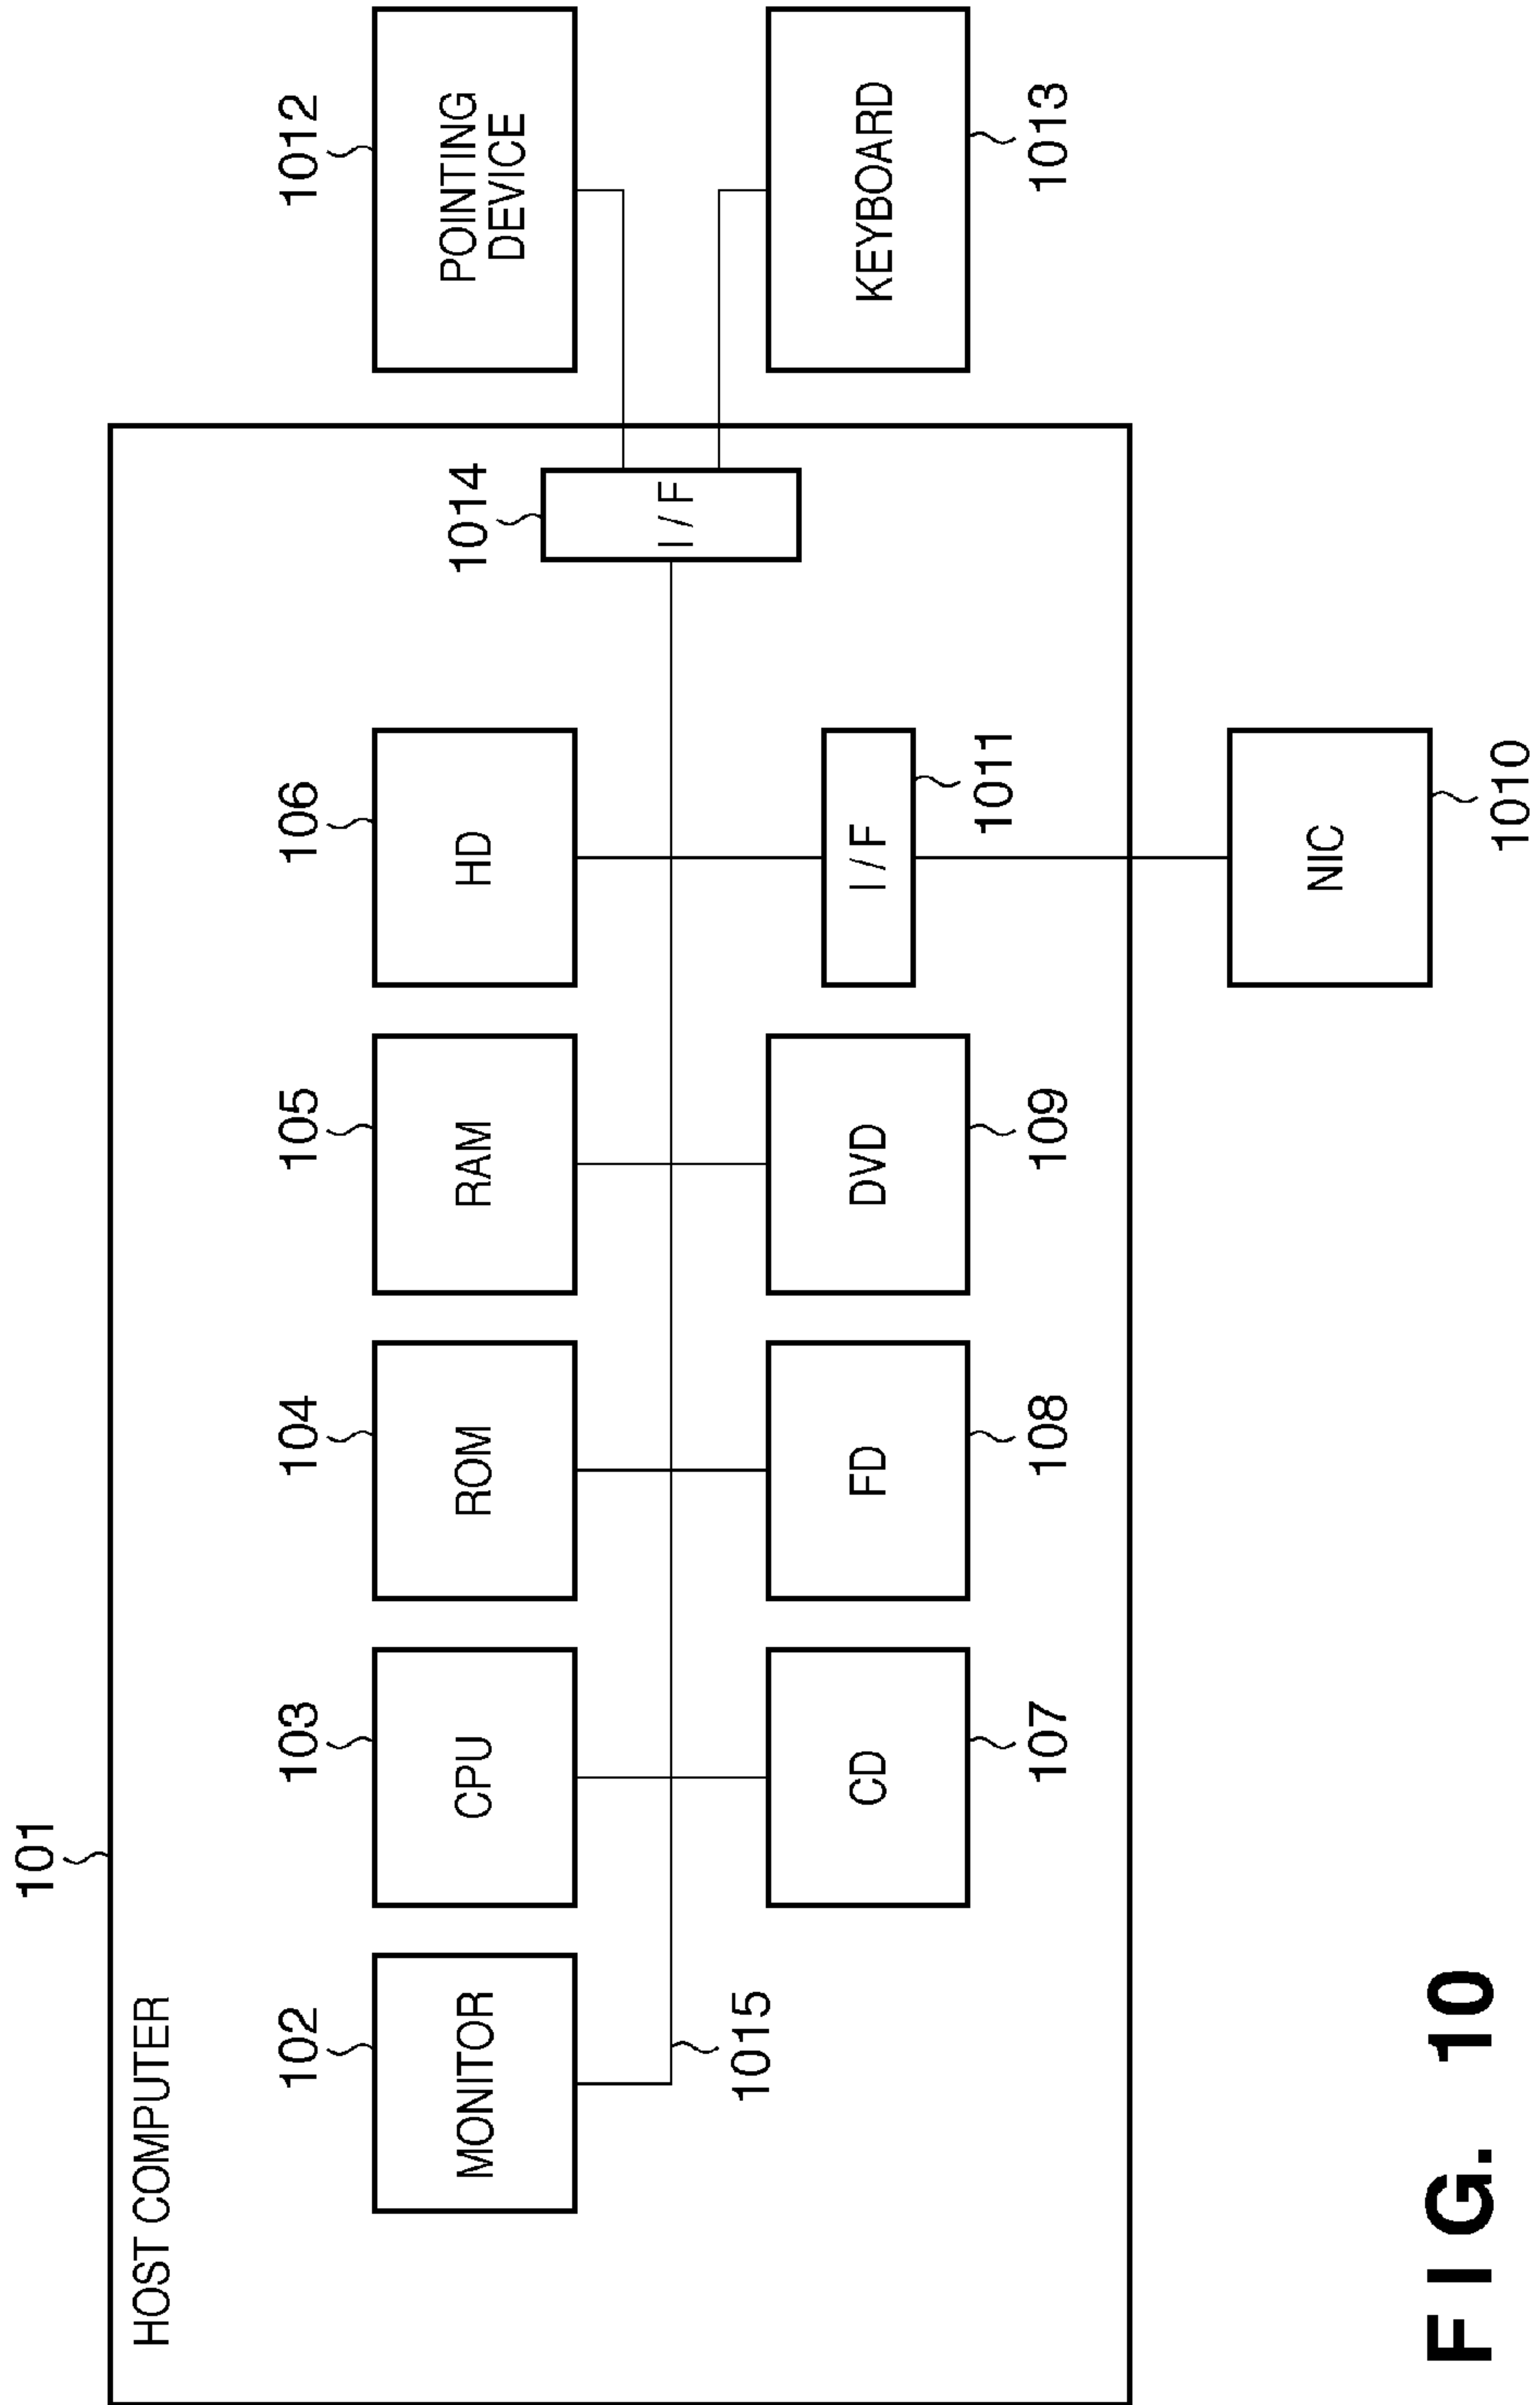 FIG. 10
101
HOST COMPUTER
102
103
104
105
106
1012
MONITOR
CPU
ROM
RAM
HD
POINTING
DEVICE
1014
I/F
1015
CD
FD
DVD
I/F
KEYBOARD
107
108
109
1011
1013
NIC
1010